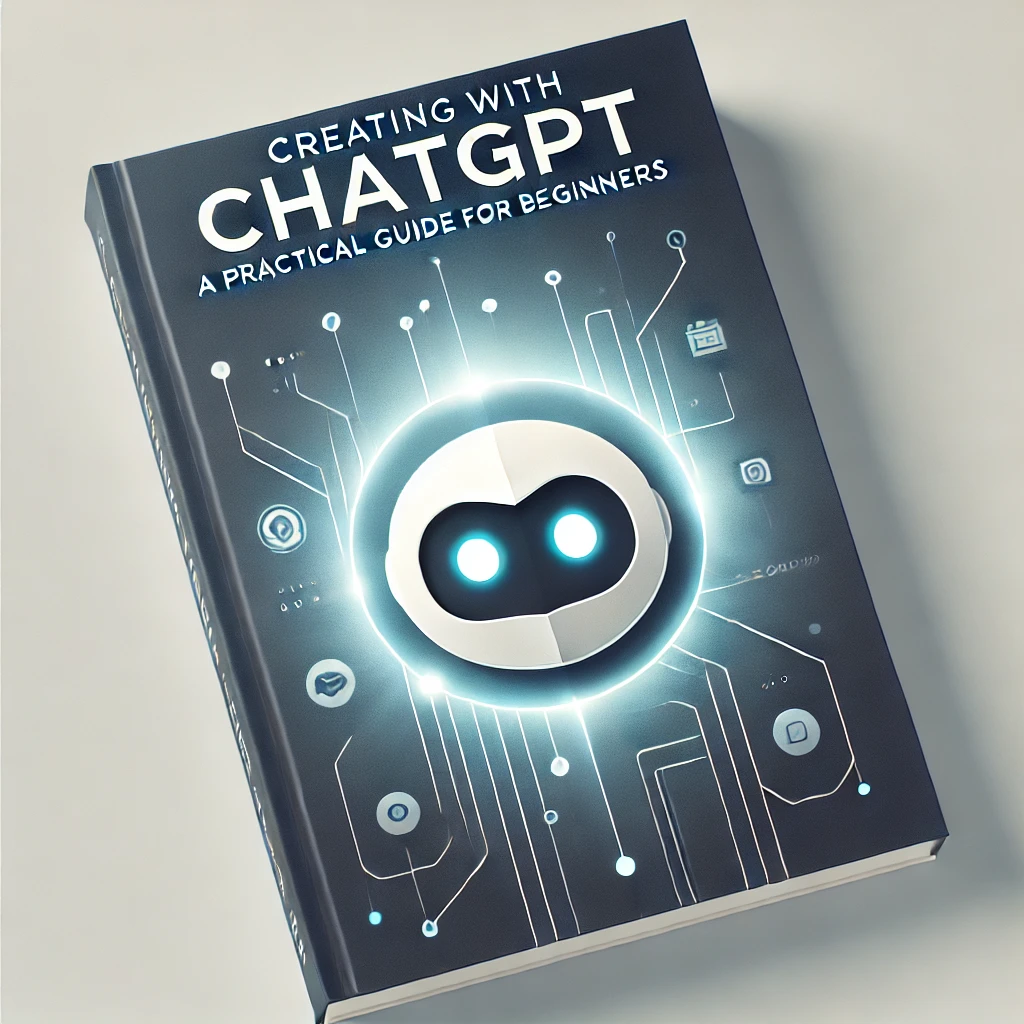 CREATING WITH
CHATGPT
A PRACTICAL GUIDE FOR BEGINNERS